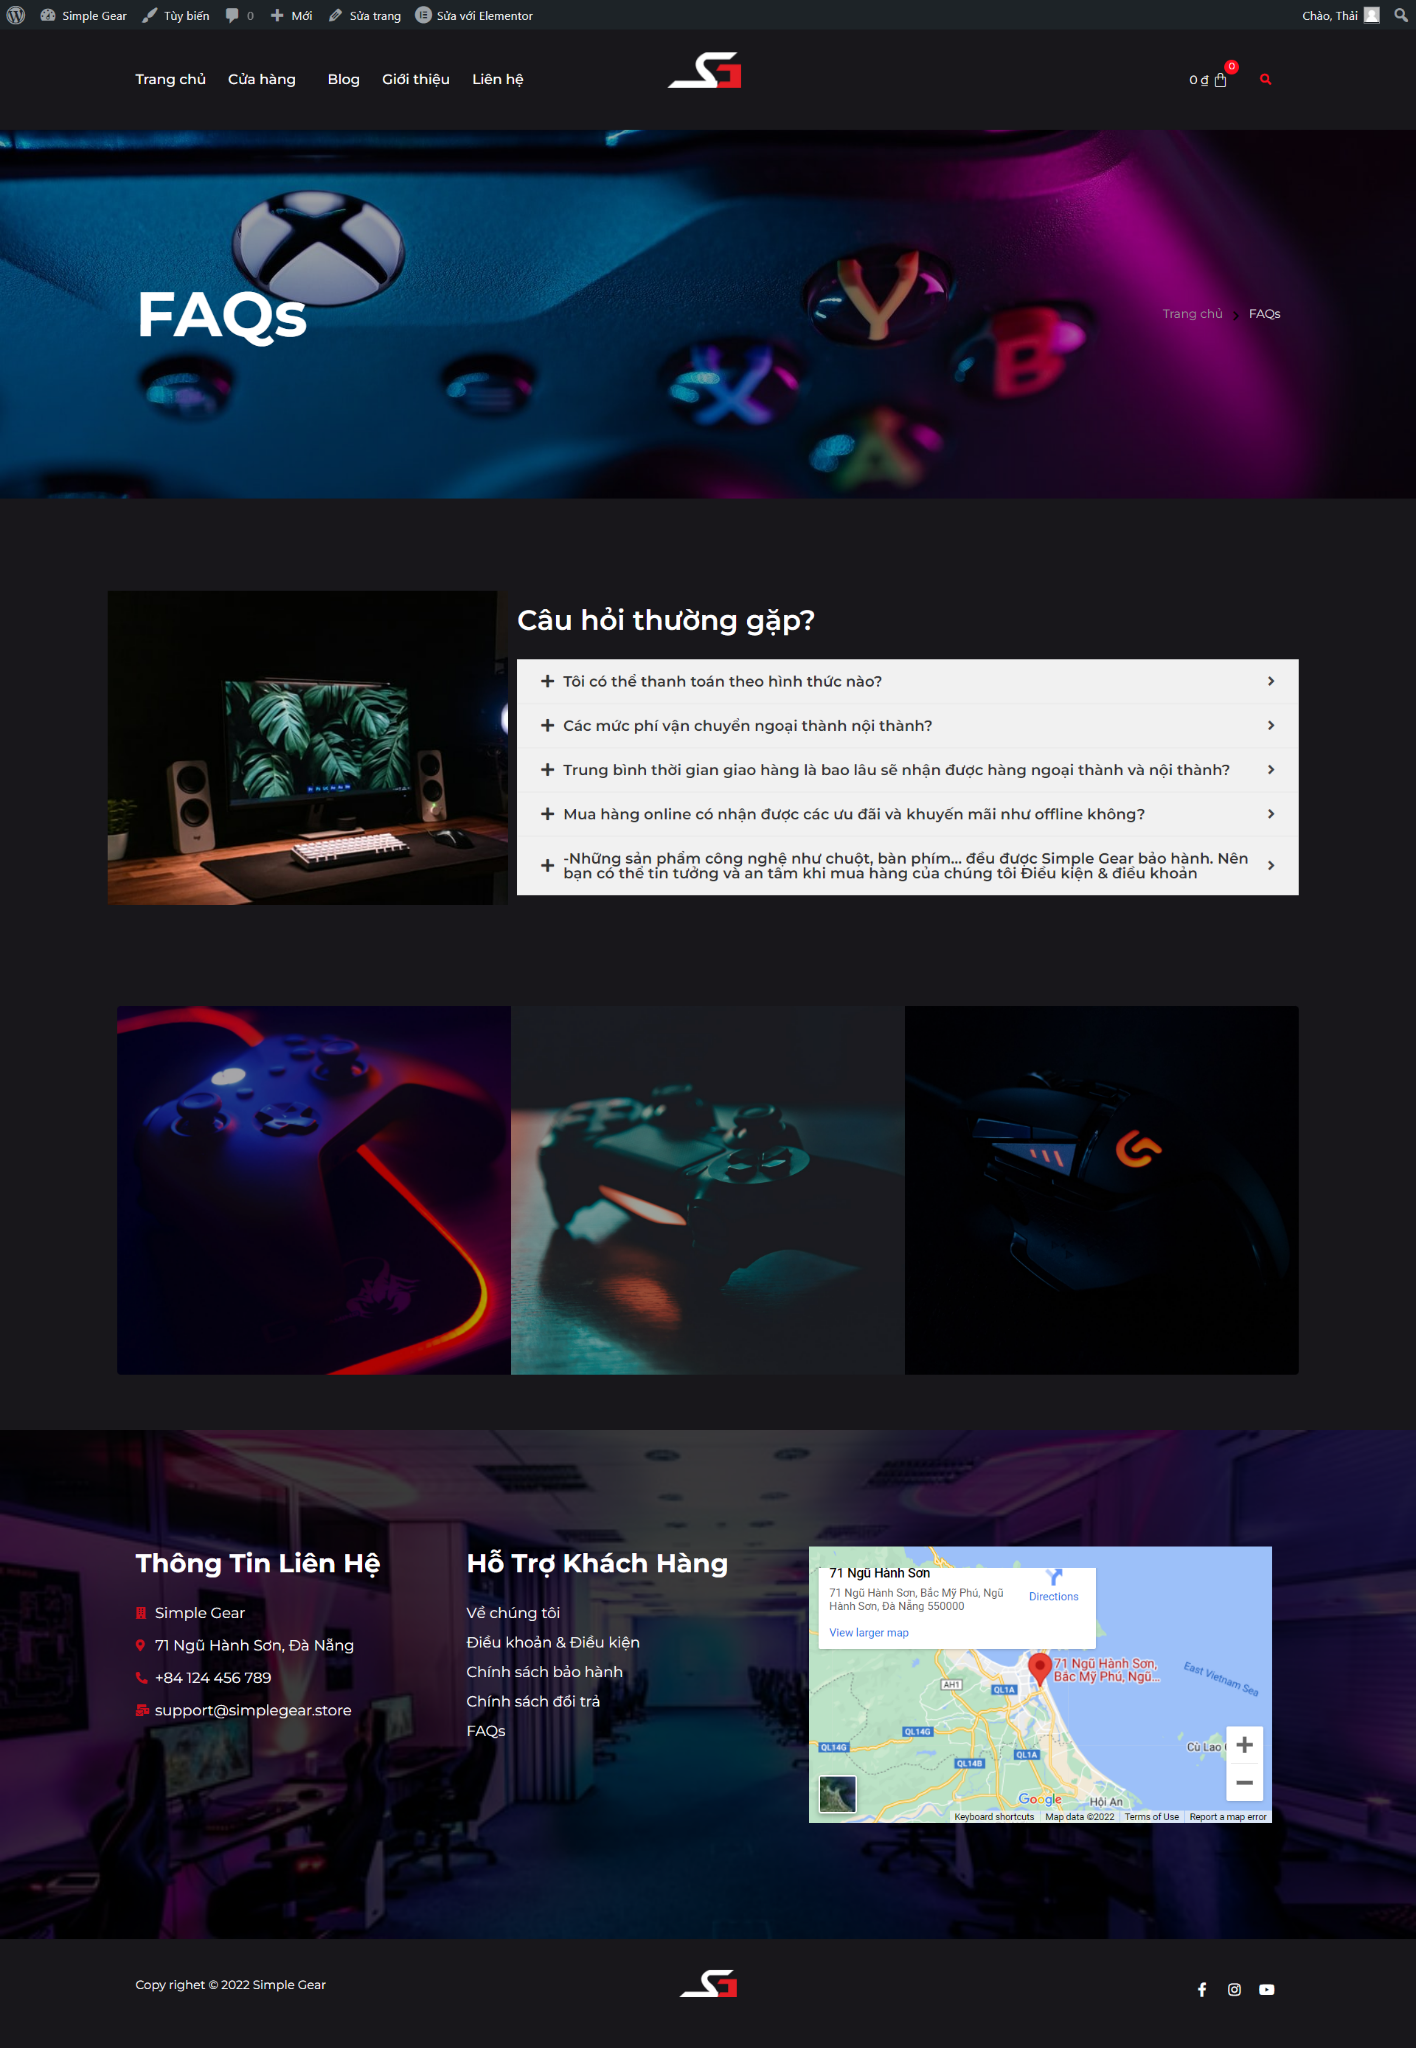 Simple Gear Tùy biến 0 Mới Sửa trang Sửa với Elementor Chào, Thải
Trang chủ Cửa hàng Blog Giới thiệu Liên hệ SG 0 ₫ 0
X Y B X A
FAQs
Trang chủ FAQs
Câu hỏi thường gặp?
Tôi có thể thanh toán theo hình thức nào?
Các mức phí vận chuyển ngoại thành nội thành?
Trung bình thời gian giao hàng là bao lâu sẽ nhận được hàng ngoại thành và nội thành?
Mua hàng online có nhận được các ưu đãi và khuyến mãi như offline không?
-Những sản phẩm công nghệ như chuột, bàn phím... đều được Simple Gear bảo hành. Nên
bạn có thể tin tưởng và an tâm khi mua hàng của chúng tôi Điều kiện & điều khoản
Thông Tin Liên Hệ
Simple Gear
71 Ngũ Hành Sơn, Đà Nẵng
+84 124 456 789
support@simplegear.store
Hỗ Trợ Khách Hàng
Về chúng tôi
Điều khoản & Điều kiện
Chính sách bảo hành
Chính sách đổi trả
FAQs
71 Ngũ Hành Sơn
71 Ngũ Hành Sơn, Bắc Mỹ Phú, Ngũ
Hành Sơn, Đà Nẵng 550000
Directions
View larger map
71 Ngũ Hành Sơn,
Bắc Mỹ Phú, Ngũ...
East Vietnam Sea
AH1
QL1A
QL14G
QL14G
QL1A
QL14B
Cù Lao
Google
Hội An
Keyboard shortcuts Map data ©2022 Terms of Use Report a map error
Copy righet © 2022 Simple Gear
SG